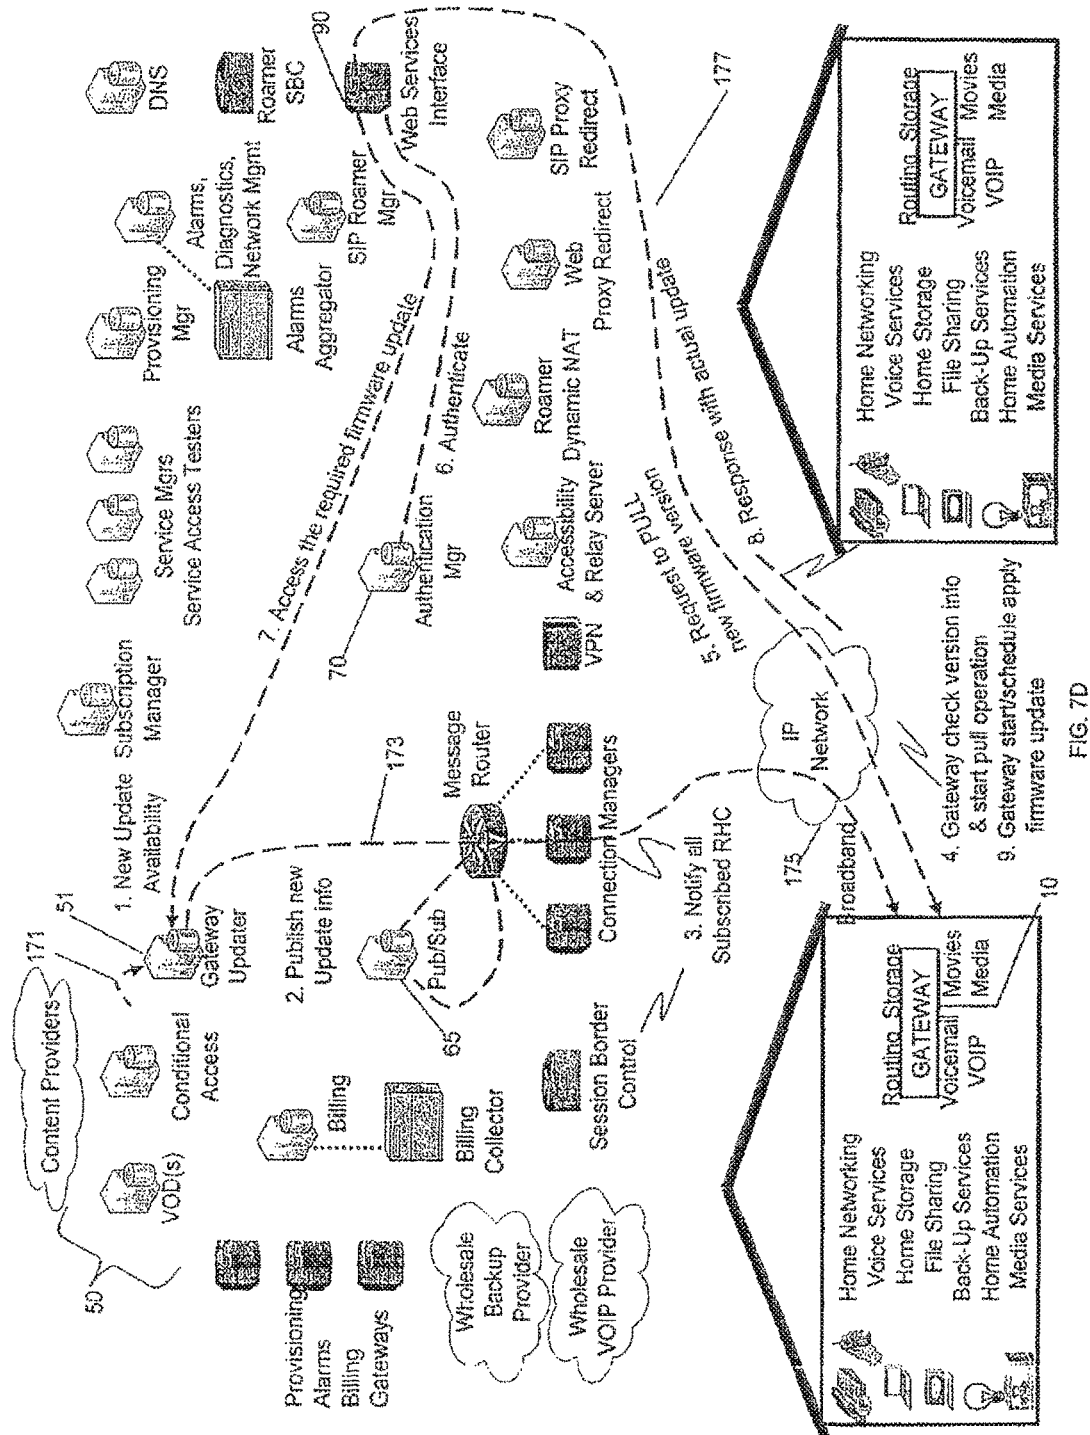 Content Providers
50
VOD(s)
Conditional
Access
171
51
Gateway
Updater
1. New Update
Availability
Subscription
Manager
Service Mgrs
Service Access Testers
Provisioning
Mgr
Alarms,
Diagnostics,
Network Mgmt
DNS
Provisioning
Alarms
Billing
Gateways
Billing
Billing
Collector
2. Publish new
Update info
Pub/Sub
65
173
Message
Router
70
Authentication
Mgr
6. Authenticate
7. Access the required firmware update
Alarms
Aggregator
SIP Roamer
Mgr
Roamer
SBC
90
Web Services
Interface
Wholesale
Backup
Provider
Wholesale
VOIP Provider
Session Border
Control
3. Notify all
Subscribed RHC
Connection Managers
VPN
Accessibility
& Relay Server
Roamer
Dynamic NAT
Web
Proxy Redirect
SIP Proxy
Redirect
177
5. Request to PULL
new firmware version
8. Response with actual update
175
IP
Network
Broadband
4. Gateway check version info
& start pull operation
9. Gateway start/schedule apply
firmware update
10
Home Networking
Voice Services
Home Storage
File Sharing
Back-Up Services
Home Automation
Media Services
Routing Storage
GATEWAY
Voicemail Movies
VOIP Media
Home Networking
Voice Services
Home Storage
File Sharing
Back-Up Services
Home Automation
Media Services
Routing Storage
GATEWAY
Voicemail Movies
VOIP Media
FIG. 7D